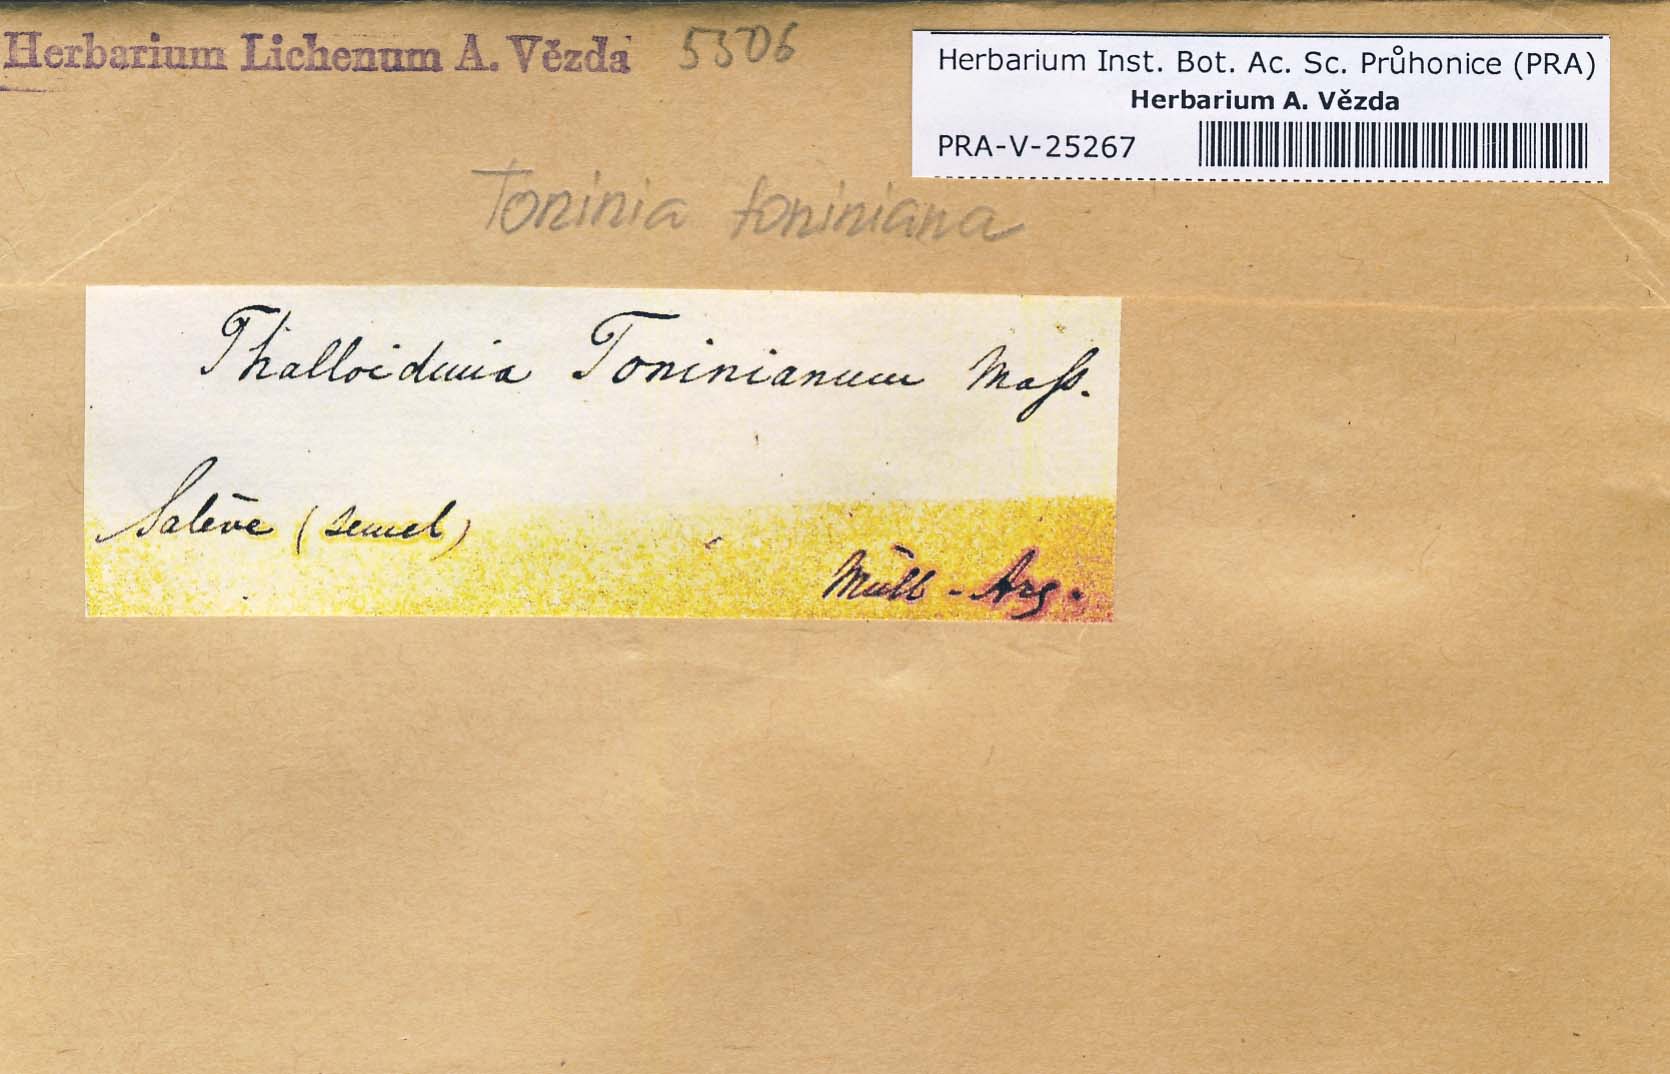 Herbarium Lichenum A. Vězda 5506
Herbarium Inst. Bot. Ac. Sc. Průhonice (PRA)
Herbarium A. Vězda
PRA-V-25267
Toninia toniniana
Thalloidima Toninianum Mass.
Salève (semel)
Müll - Arg.